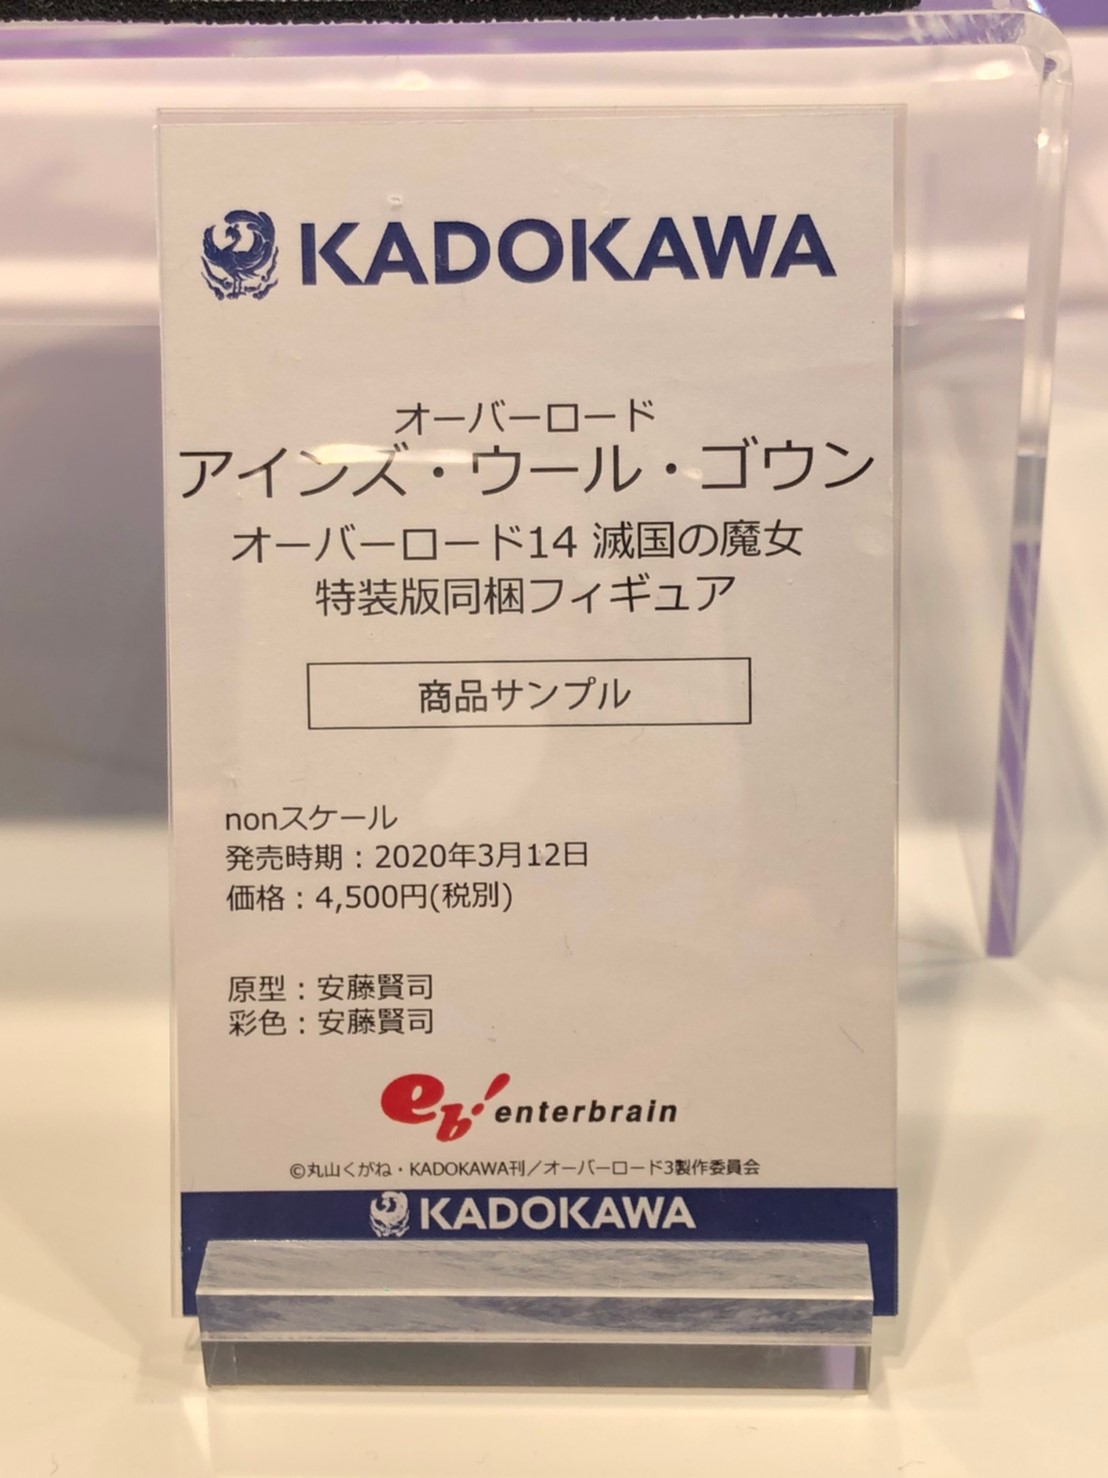 KADOKAWA
オーバーロード
アインズ・ウール・ゴウン
オーバーロード14 滅国の魔女
特装版同梱フィギュア
商品サンプル
nonスケール
発売時期：2020年3月12日
価格：4,500円(税別)
原型：安藤賢司
彩色：安藤賢司
eb! enterbrain
©丸山くがね・KADOKAWA刊／オーバーロード3製作委員会
KADOKAWA